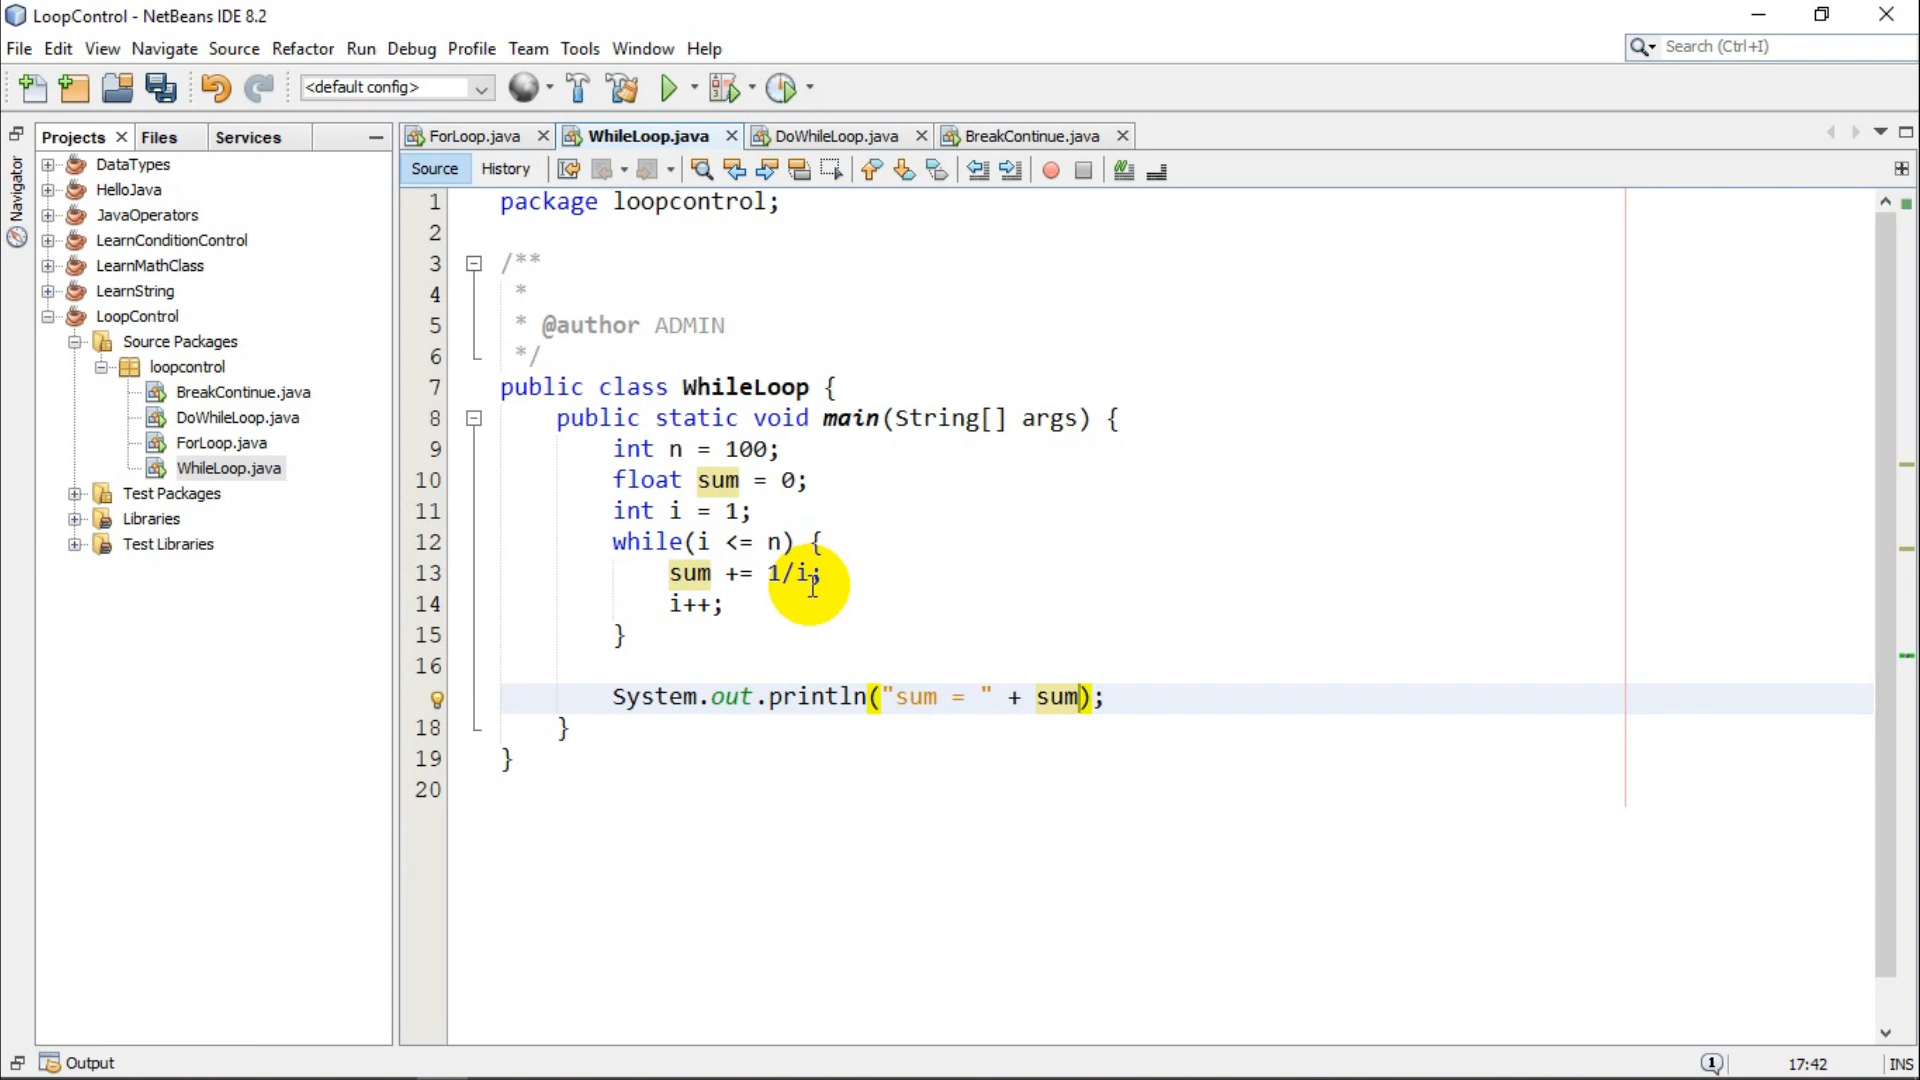 LoopControl - NetBeans IDE 8.2
File Edit View Navigate Source Refactor Run Debug Profile Team Tools Window Help
Search (Ctrl+I)
<default config>
Projects Files Services
Navigator
DataTypes
HelloJava
JavaOperators
LearnConditionControl
LearnMathClass
LearnString
LoopControl
Source Packages
loopcontrol
BreakContinue.java
DoWhileLoop.java
ForLoop.java
WhileLoop.java
Test Packages
Libraries
Test Libraries
ForLoop.java WhileLoop.java DoWhileLoop.java BreakContinue.java
Source History
1 package loopcontrol;
2
3 /**
4 *
5 * @author ADMIN
6 */
7 public class WhileLoop {
8 public static void main(String[] args) {
9 int n = 100;
10 float sum = 0;
11 int i = 1;
12 while(i <= n) {
13 sum += 1/i;
14 i++;
15 }
16
System.out.println("sum = " + sum);
18 }
19 }
20
Output
1 17:42 INS